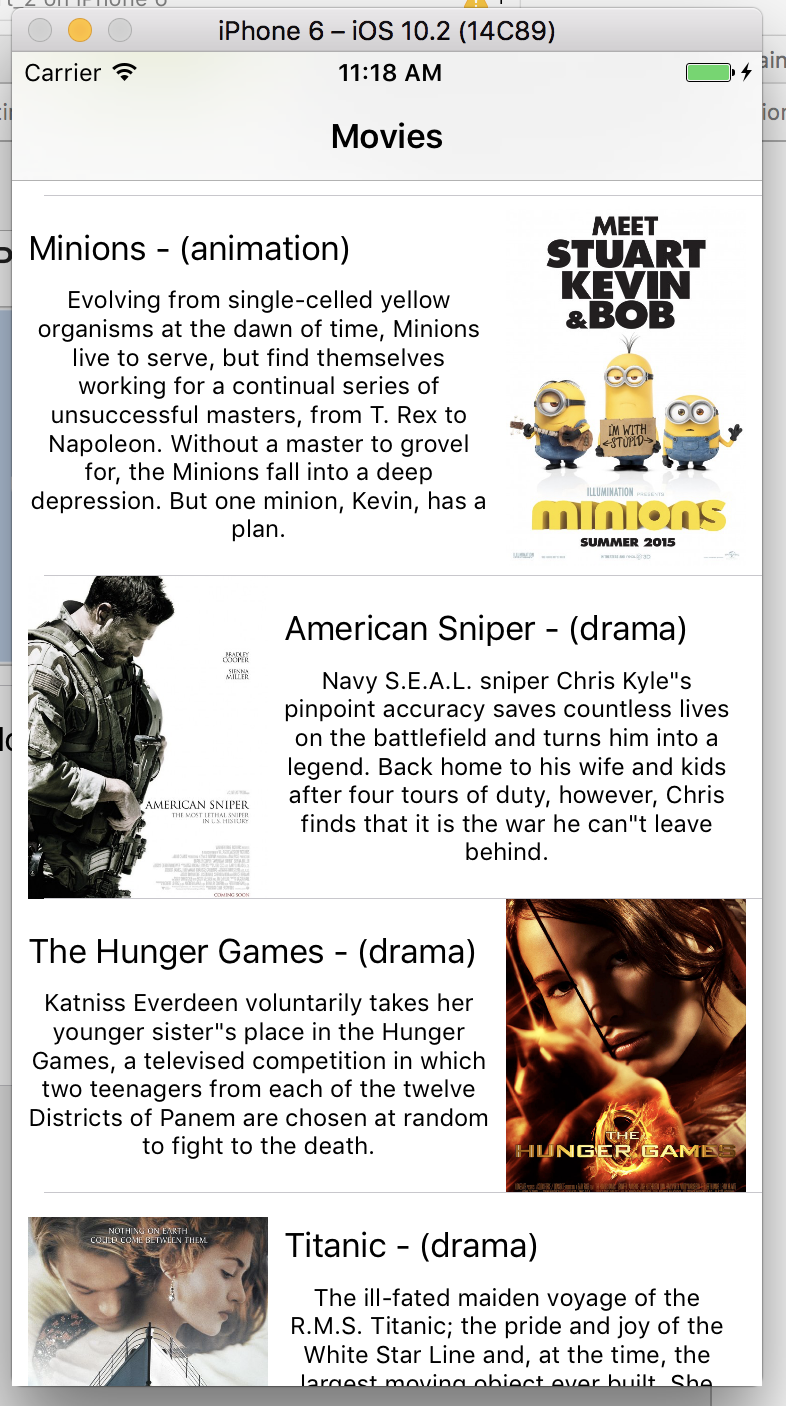 t_2 on iPhone 6
iPhone 6 – iOS 10.2 (14C89)
Carrier
11:18 AM
Movies
Minions - (animation)
Evolving from single-celled yellow
organisms at the dawn of time, Minions
live to serve, but find themselves
working for a continual series of
unsuccessful masters, from T. Rex to
Napoleon. Without a master to grovel
for, the Minions fall into a deep
depression. But one minion, Kevin, has a
plan.
MEET
STUART
KEVIN
&BOB
I'M WITH
STUPID
ILLUMINATION PRESENTS
minions
SUMMER 2015
BRADLEY
COOPER
SIENNA
MILLER
AMERICAN SNIPER
THE MOST LETHAL SNIPER
IN U.S. HISTORY
COMING SOON
American Sniper - (drama)
Navy S.E.A.L. sniper Chris Kyle"s
pinpoint accuracy saves countless lives
on the battlefield and turns him into a
legend. Back home to his wife and kids
after four tours of duty, however, Chris
finds that it is the war he can"t leave
behind.
The Hunger Games - (drama)
Katniss Everdeen voluntarily takes her
younger sister"s place in the Hunger
Games, a televised competition in which
two teenagers from each of the twelve
Districts of Panem are chosen at random
to fight to the death.
THE
HUNGER GAMES
NOTHING ON EARTH
COULD COME BETWEEN THEM.
Titanic - (drama)
The ill-fated maiden voyage of the
R.M.S. Titanic; the pride and joy of the
White Star Line and, at the time, the
largest moving object ever built. She